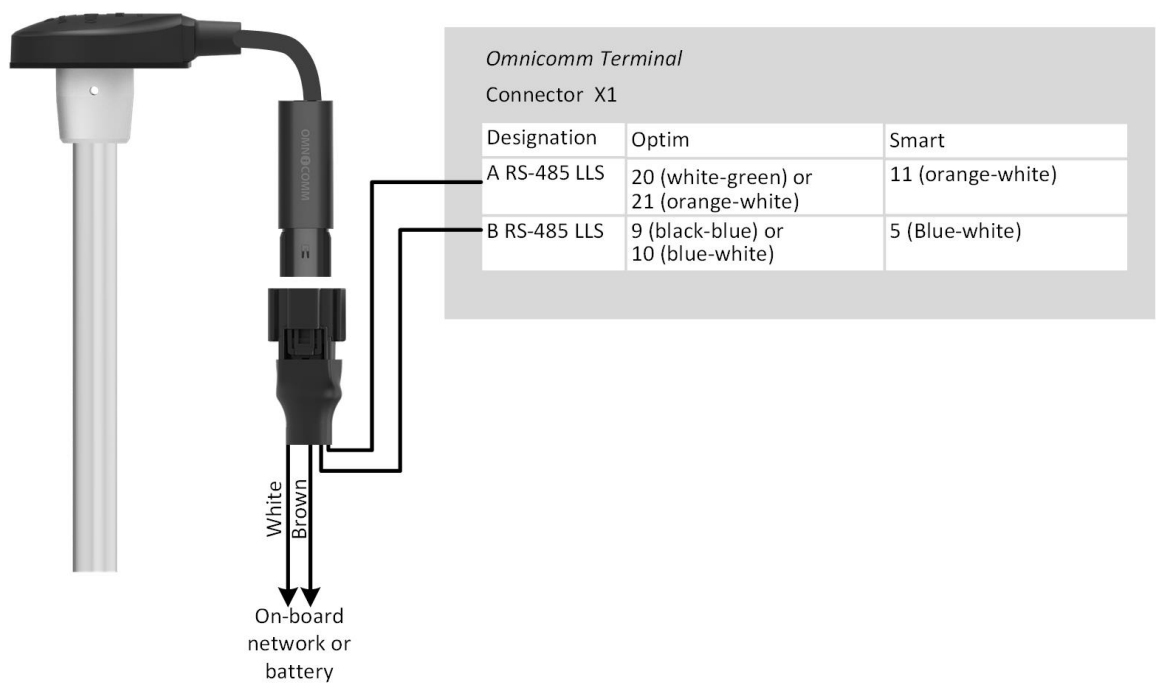 OMNICOMM
Omnicomm Terminal
Connector X1
Designation Optim Smart
A RS-485 LLS 20 (white-green) or 11 (orange-white)
21 (orange-white)
B RS-485 LLS 9 (black-blue) or 5 (Blue-white)
10 (blue-white)
White
Brown
On-board
network or
battery